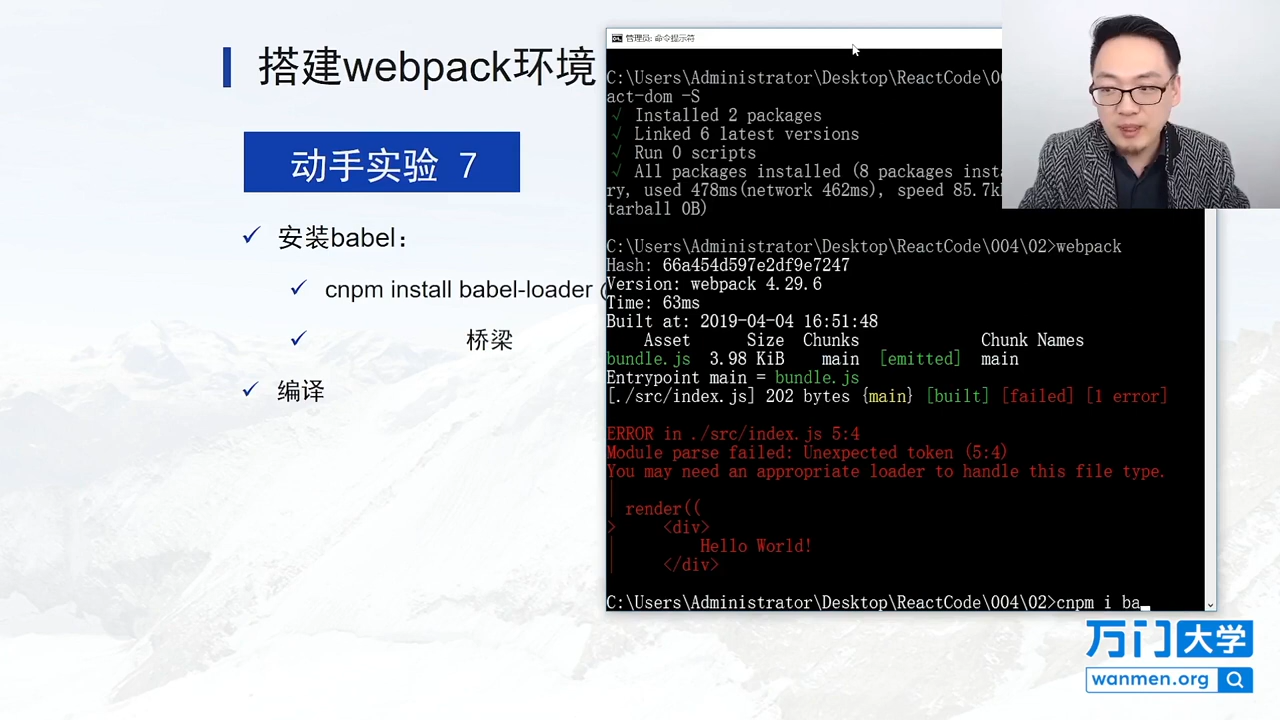 搭建webpack环境
动手实验 7
安装babel：
cnpm install babel-loader
桥梁
编译
管理员: 命令提示符
C:\Users\Administrator\Desktop\ReactCode\00
act-dom -S
√ Installed 2 packages
√ Linked 6 latest versions
√ Run 0 scripts
√ All packages installed (8 packages insta
ry, used 478ms(network 462ms), speed 85.7k
tarball 0B)
C:\Users\Administrator\Desktop\ReactCode\004\02>webpack
Hash: 66a454d597e2df9e7247
Version: webpack 4.29.6
Time: 63ms
Built at: 2019-04-04 16:51:48
Asset Size Chunks Chunk Names
bundle.js 3.98 KiB main [emitted] main
Entrypoint main = bundle.js
[./src/index.js] 202 bytes {main} [built] [failed] [1 error]
ERROR in ./src/index.js 5:4
Module parse failed: Unexpected token (5:4)
You may need an appropriate loader to handle this file type.
|
| render((
> <div>
| Hello World!
| </div>
C:\Users\Administrator\Desktop\ReactCode\004\02>cnpm i ba_
万门大学
wanmen.org